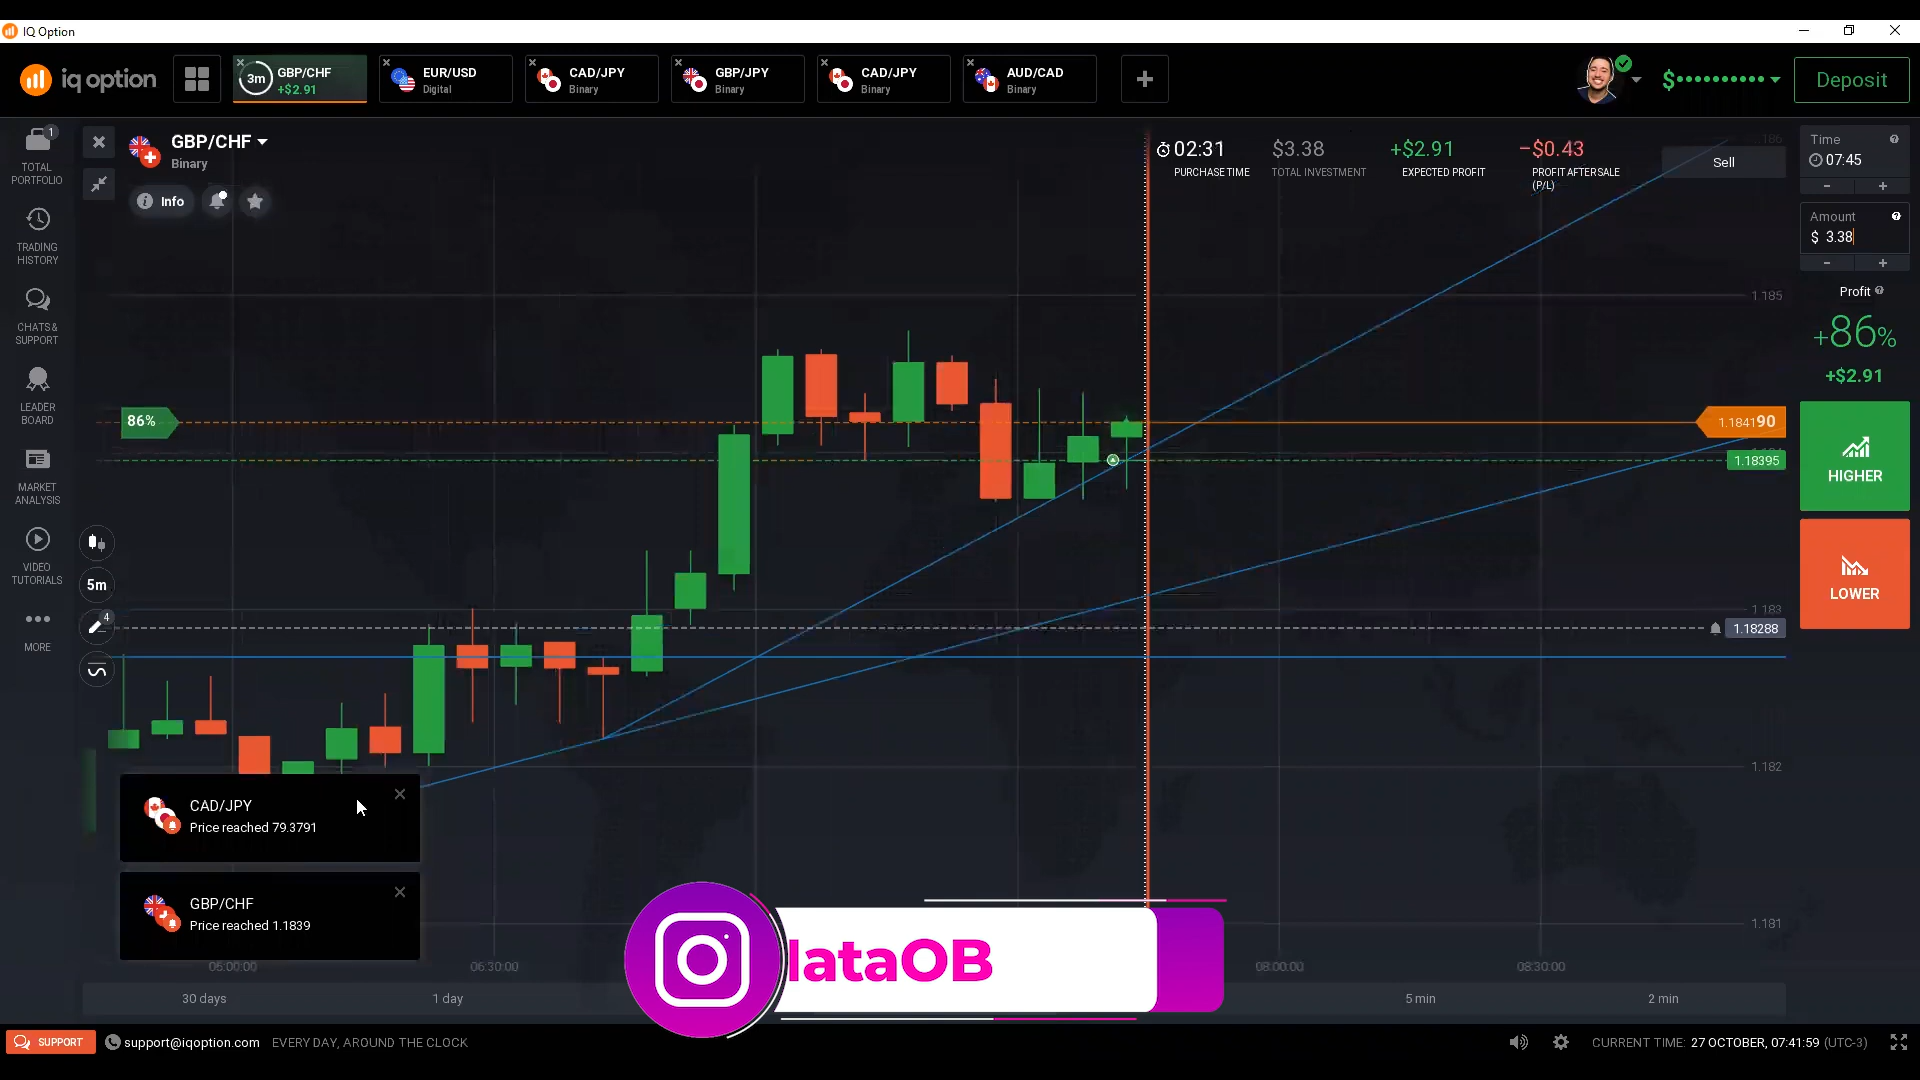 IQ Option
iq option
3m
GBP/CHF
+$2.91
EUR/USD
Digital
CAD/JPY
Binary
GBP/JPY
Binary
CAD/JPY
Binary
AUD/CAD
Binary
$
Deposit
1
TOTAL
PORTFOLIO
TRADING
HISTORY
CHATS &
SUPPORT
LEADER
BOARD
MARKET
ANALYSIS
VIDEO
TUTORIALS
MORE
GBP/CHF
Binary
Info
02:31
PURCHASE TIME
$3.38
TOTAL INVESTMENT
+$2.91
EXPECTED PROFIT
−$0.43
PROFIT AFTER SALE
(P/L)
Sell
Time
07:45
-
+
Amount
$ 3.38
-
+
Profit
+86%
+$2.91
HIGHER
LOWER
86%
1.186
1.185
1.184190
1.18395
1.183
1.18288
1.182
1.181
5m
4
CAD/JPY
Price reached 79.3791
GBP/CHF
Price reached 1.1839
05:00:00
06:30:00
08:00:00
08:30:00
30 days
1 day
5 min
2 min
lataOB
SUPPORT
support@iqoption.com
EVERY DAY, AROUND THE CLOCK
CURRENT TIME: 27 OCTOBER, 07:41:59 (UTC-3)